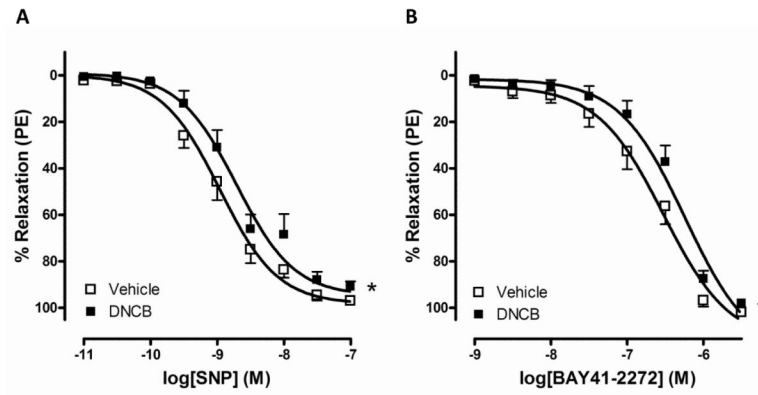 A
B
% Relaxation (PE)
0
20
40
60
80
100
Vehicle
DNCB
*
-11
-10
-9
-8
-7
log[SNP] (M)
% Relaxation (PE)
0
20
40
60
80
100
Vehicle
DNCB
-9
-8
-7
-6
log[BAY41-2272] (M)